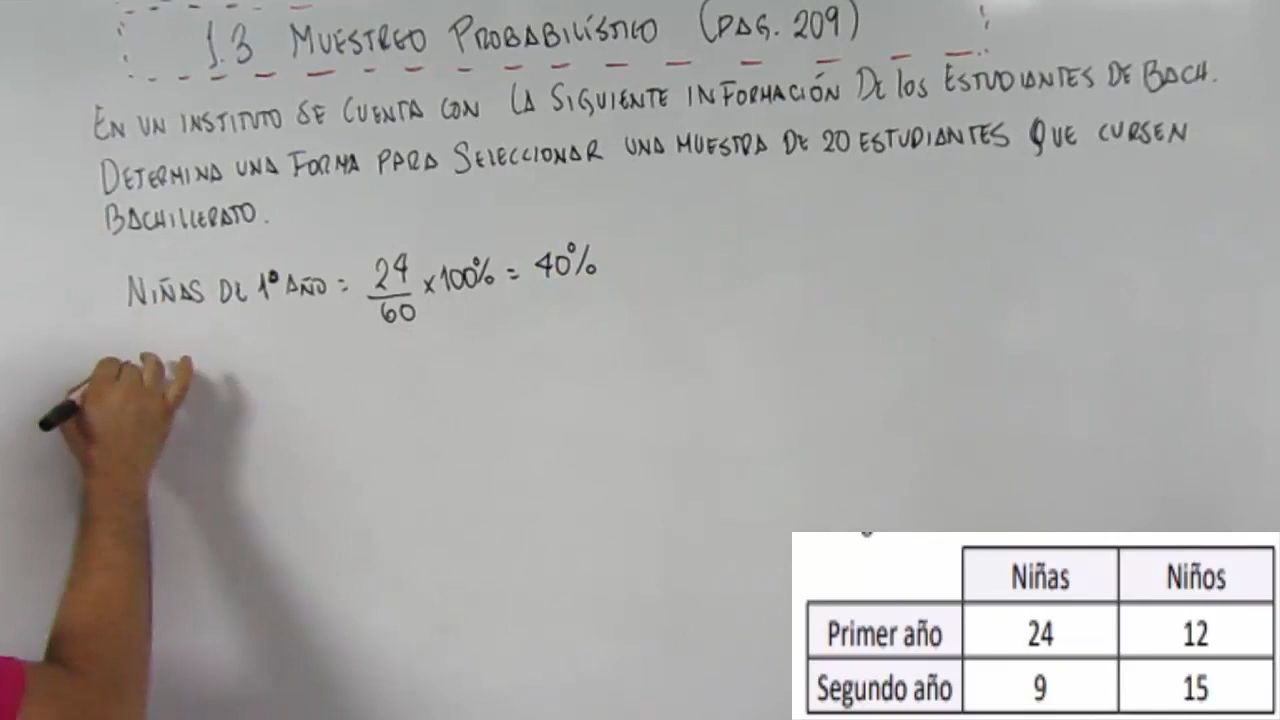 1.3 MUESTREO PROBABILÍSTICO (PAG. 209)
EN UN INSTITUTO SE CUENTA CON LA SIGUIENTE INFORMACIÓN DE los ESTUDIANTES DE BACH.
DETERMINA UNA FORMA PARA SELECCIONAR UNA MUESTRA DE 20 ESTUDIANTES QUE CURSEN
BACHILLERATO.
NIÑAS DE 1º AÑO = 24/60 × 100% = 40%
Niñas Niños
Primer año 24 12
Segundo año 9 15